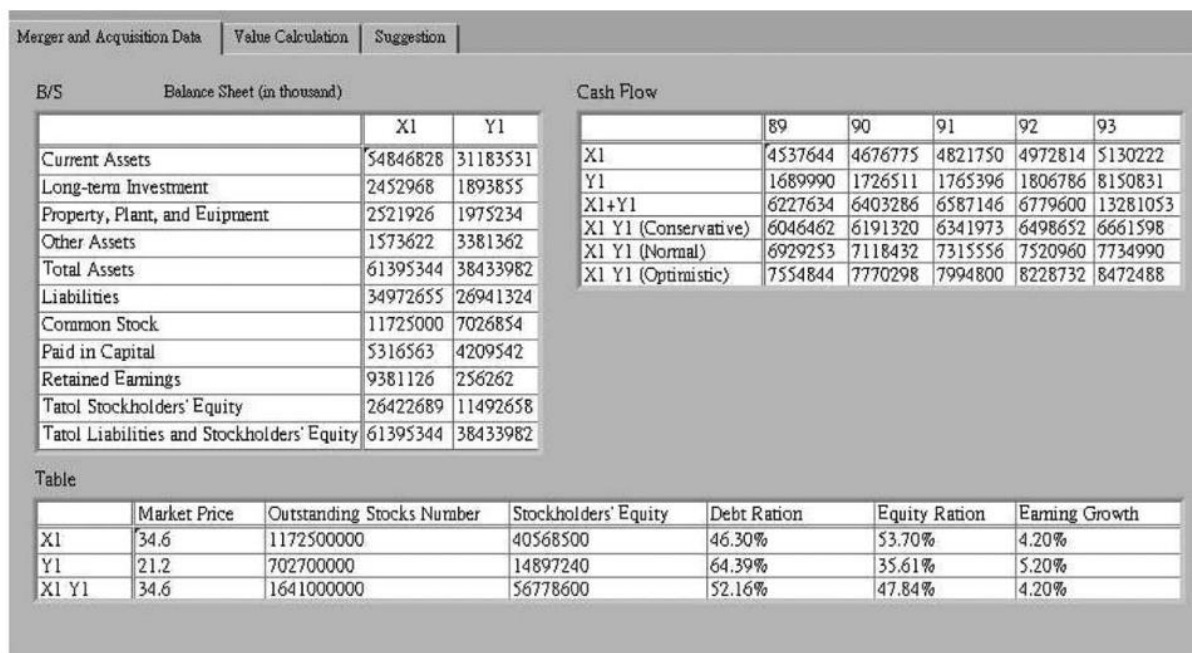 Merger and Acquisition Data Value Calculation Suggestion
B/S Balance Sheet (in thousand)
X1 Y1
Current Assets 54846828 31183531
Long-term Investment 2452968 1893855
Property, Plant, and Euipment 2521926 1975234
Other Assets 1573622 3381362
Total Assets 61395344 38433982
Liabilities 34972655 26941324
Common Stock 11725000 7026854
Paid in Capital 5316563 4209542
Retained Earnings 9381126 256262
Tatol Stockholders' Equity 26422689 11492658
Tatol Liabilities and Stockholders' Equity 61395344 38433982
Cash Flow
89 90 91 92 93
X1 4537644 4676775 4821750 4972814 5130222
Y1 1689990 1726511 1765396 1806786 8150831
X1+Y1 6227634 6403286 6587146 6779600 13281053
X1 Y1 (Conservative) 6046462 6191320 6341973 6498652 6661598
X1 Y1 (Normal) 6929253 7118432 7315556 7520960 7734990
X1 Y1 (Optimistic) 7554844 7770298 7994800 8228732 8472488
Table
Market Price Outstanding Stocks Number Stockholders' Equity Debt Ration Equity Ration Earning Growth
X1 34.6 1172500000 40568500 46.30% 53.70% 4.20%
Y1 21.2 702700000 14897240 64.39% 35.61% 5.20%
X1 Y1 34.6 1641000000 56778600 52.16% 47.84% 4.20%